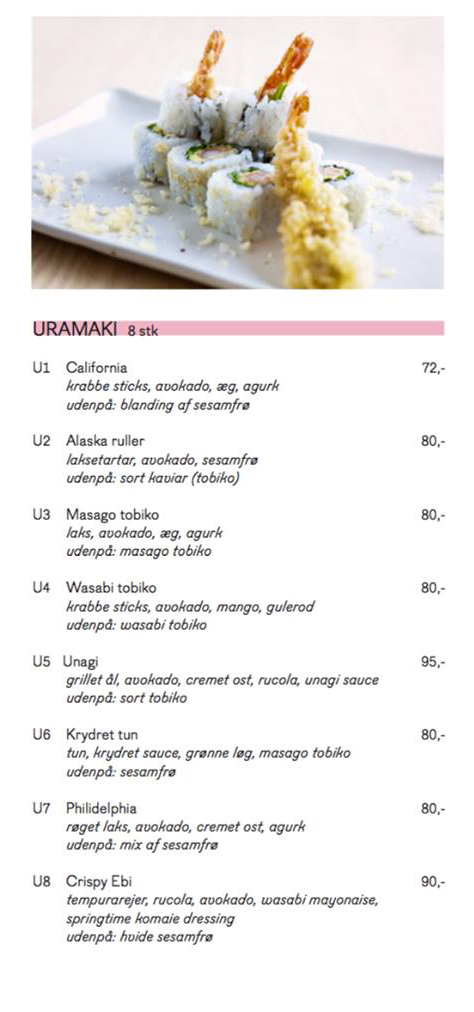 URAMAKI 8 stk
U1 California 72,-
krabbe sticks, avokado, æg, agurk
udenpå: blanding af sesamfrø
U2 Alaska ruller 80,-
laksetartar, avokado, sesamfrø
udenpå: sort kaviar (tobiko)
U3 Masago tobiko 80,-
laks, avokado, æg, agurk
udenpå: masago tobiko
U4 Wasabi tobiko 80,-
krabbe sticks, avokado, mango, gulerod
udenpå: wasabi tobiko
U5 Unagi 95,-
grillet ål, avokado, cremet ost, rucola, unagi sauce
udenpå: sort tobiko
U6 Krydret tun 80,-
tun, krydret sauce, grønne løg, masago tobiko
udenpå: sesamfrø
U7 Philidelphia 80,-
røget laks, avokado, cremet ost, agurk
udenpå: mix af sesamfrø
U8 Crispy Ebi 90,-
tempurarejer, rucola, avokado, wasabi mayonaise,
springtime komaie dressing
udenpå: hvide sesamfrø